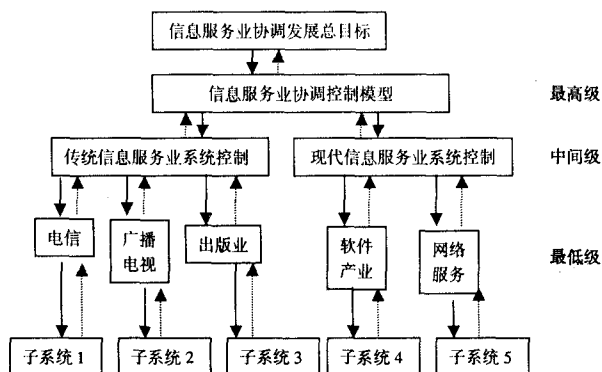 信息服务业协调发展总目标
信息服务业协调控制模型
最高级
传统信息服务业系统控制
现代信息服务业系统控制
中间级
电信
广播
电视
出版业
软件
产业
网络
服务
最低级
子系统 1
子系统 2
子系统 3
子系统 4
子系统 5